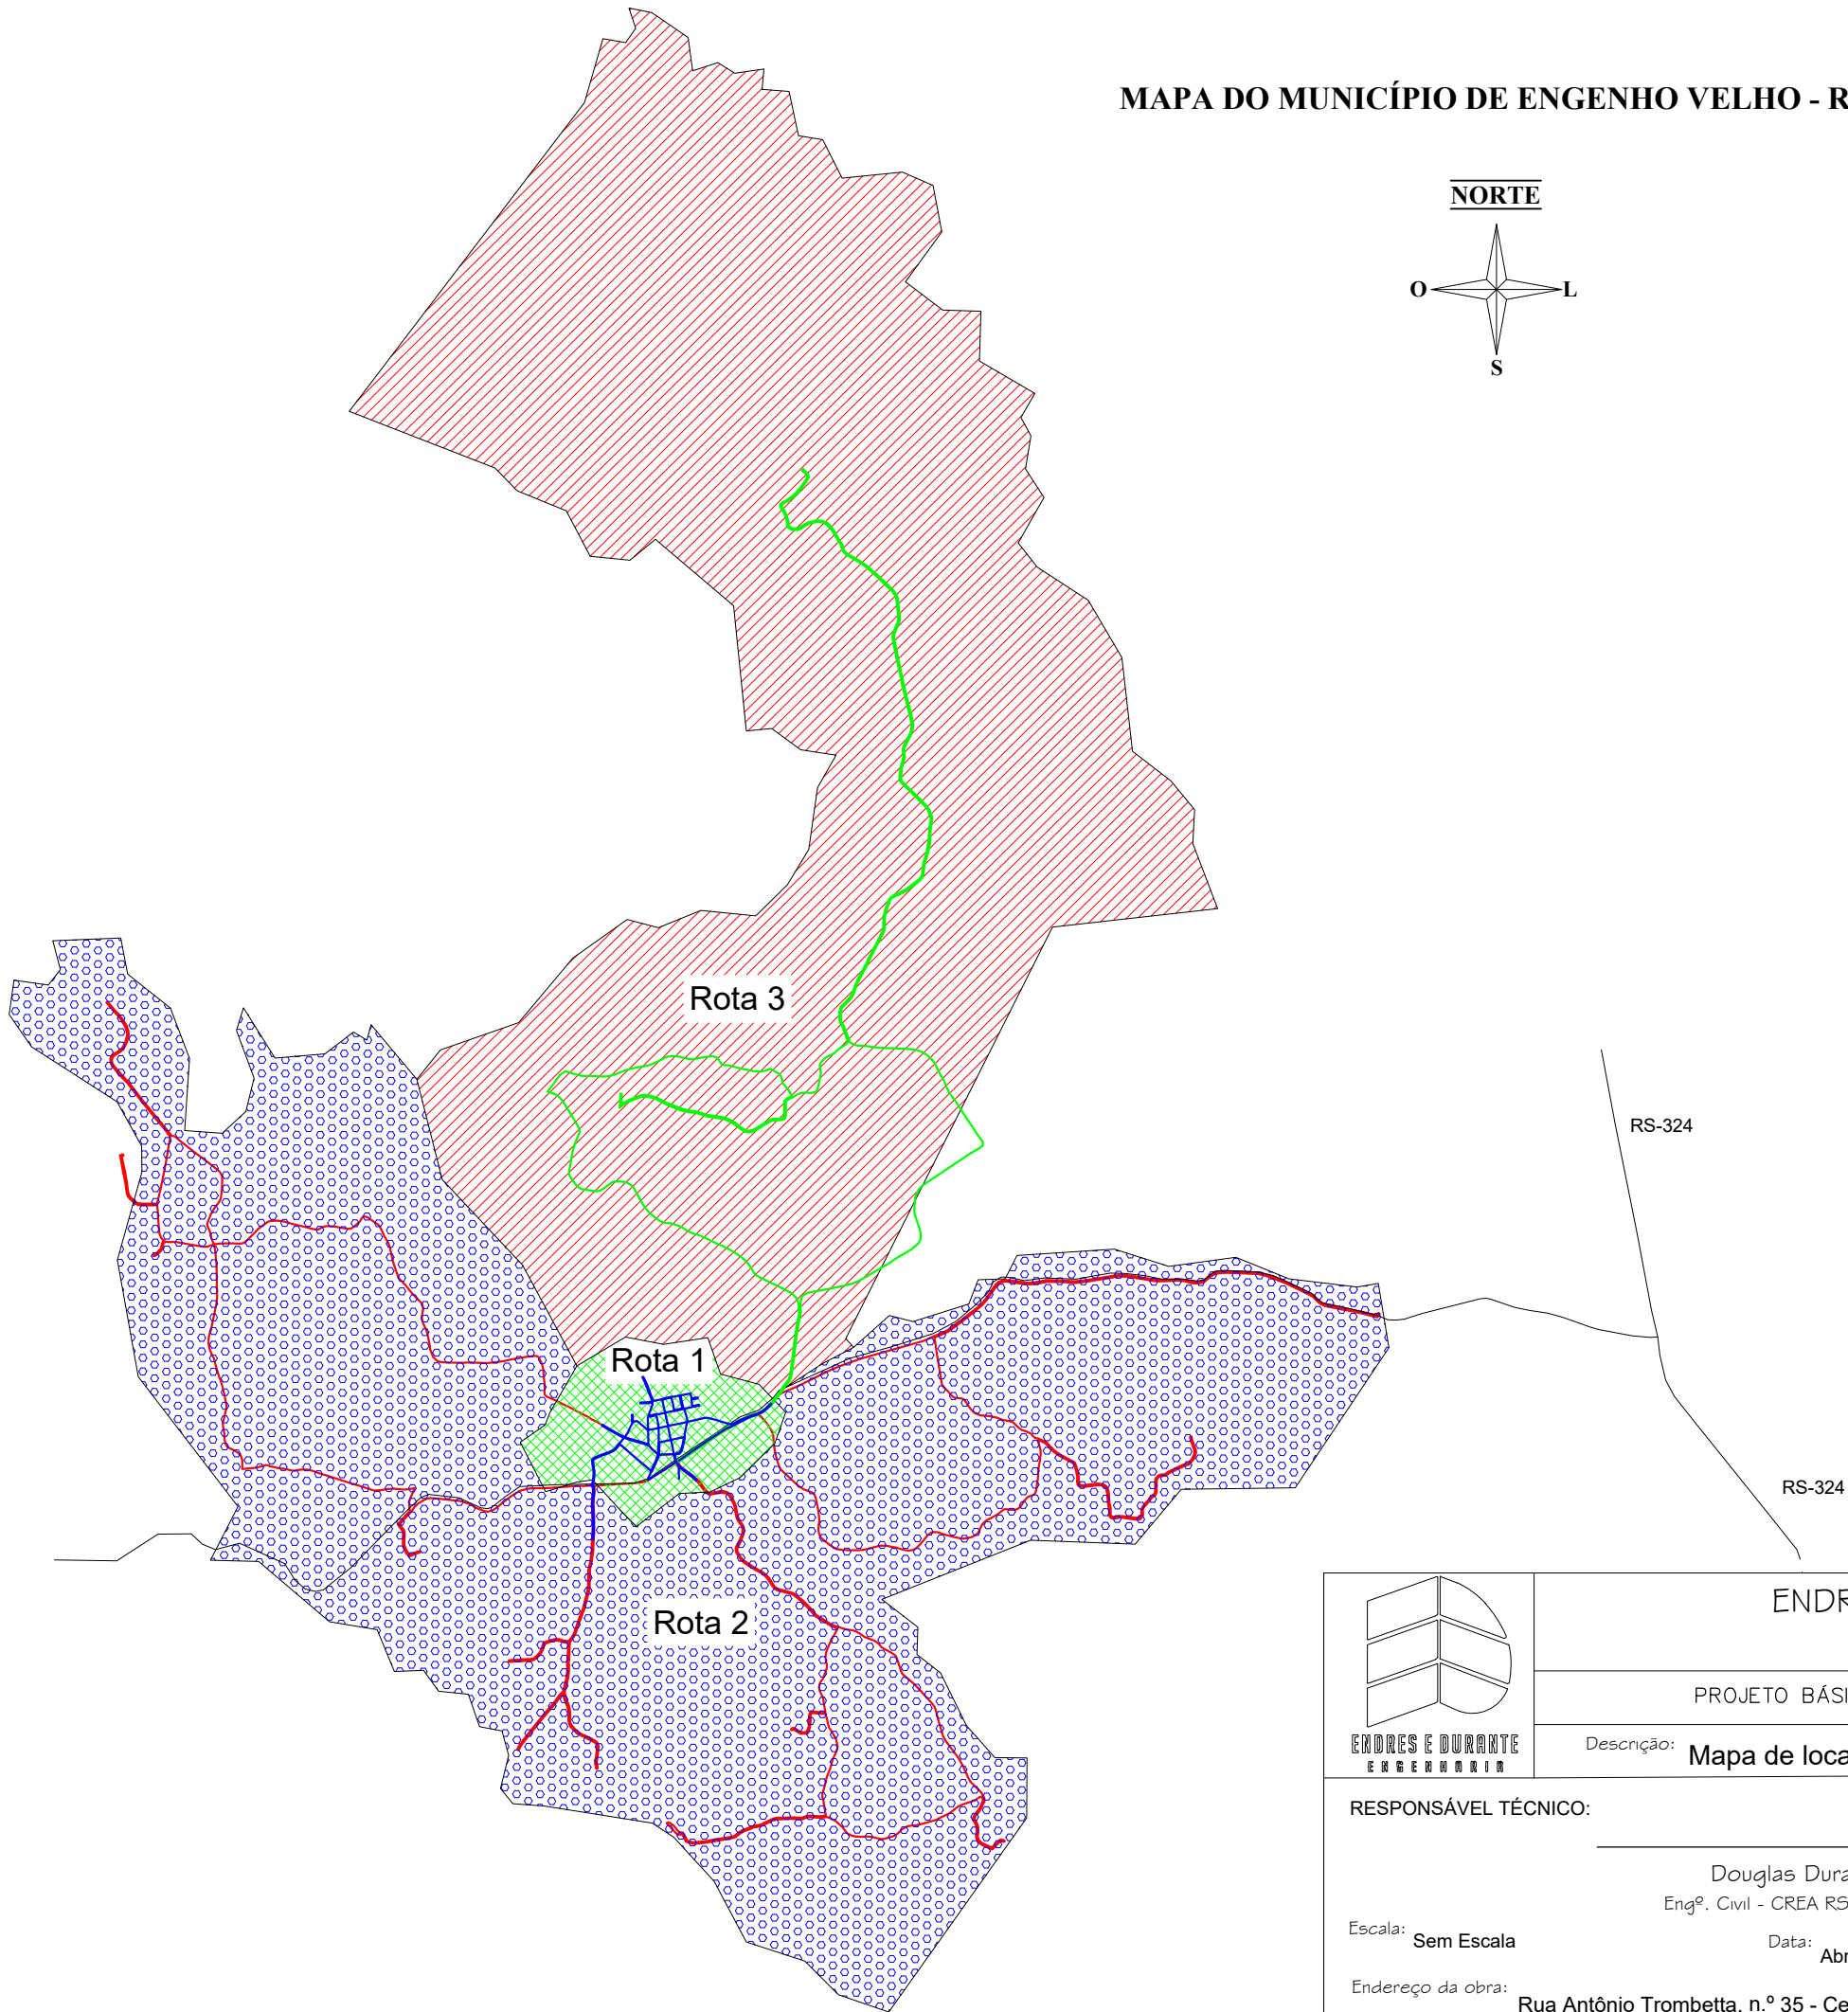 MAPA DO MUNICÍPIO DE ENGENHO VELHO - R
NORTE
O L
S
Rota 3
RS-324
Rota 1
RS-324
Rota 2
ENDR
PROJETO BÁSI
ENDRES E DURANTE
ENGENHARIA
Descrição: Mapa de loca
RESPONSÁVEL TÉCNICO:
Douglas Dura
Engº. Civil - CREA RS
Escala: Sem Escala
Data: Abr
Endereço da obra: Rua Antônio Trombetta, n.º 35 - Ce